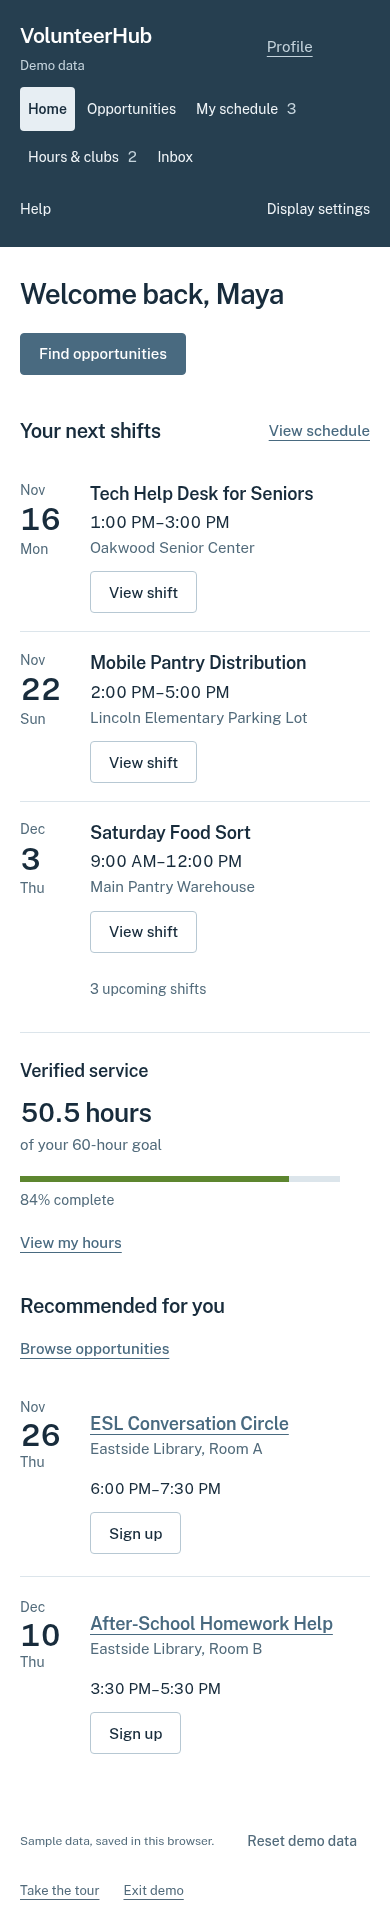 VolunteerHub
Demo data
Profile
Home Opportunities My schedule 3
Hours & clubs 2 Inbox
Help Display settings
Welcome back, Maya
Find opportunities
Your next shifts View schedule
Nov
16
Mon
Tech Help Desk for Seniors
1:00 PM–3:00 PM
Oakwood Senior Center
View shift
Nov
22
Sun
Mobile Pantry Distribution
2:00 PM–5:00 PM
Lincoln Elementary Parking Lot
View shift
Dec
3
Thu
Saturday Food Sort
9:00 AM–12:00 PM
Main Pantry Warehouse
View shift
3 upcoming shifts
Verified service
50.5 hours
of your 60-hour goal
84% complete
View my hours
Recommended for you
Browse opportunities
Nov
26
Thu
ESL Conversation Circle
Eastside Library, Room A
6:00 PM–7:30 PM
Sign up
Dec
10
Thu
After-School Homework Help
Eastside Library, Room B
3:30 PM–5:30 PM
Sign up
Sample data, saved in this browser. Reset demo data
Take the tour Exit demo